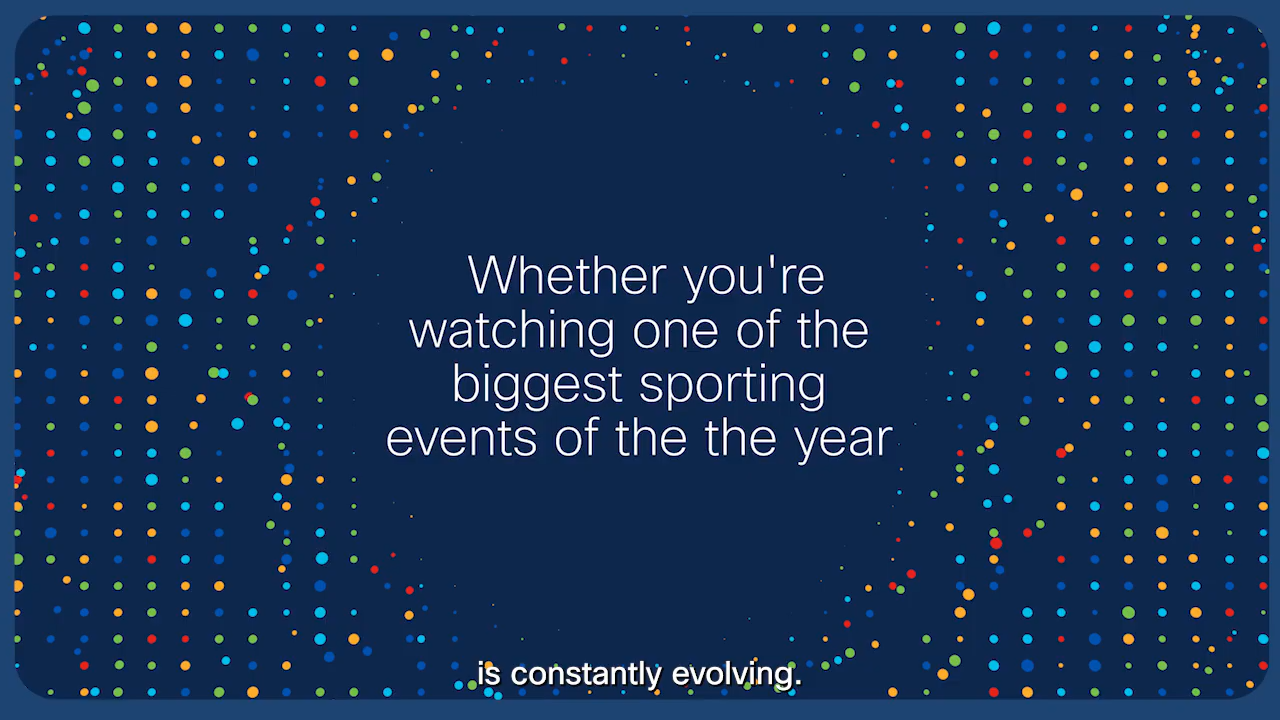 Whether you're
watching one of the
biggest sporting
events of the the year
is constantly evolving.